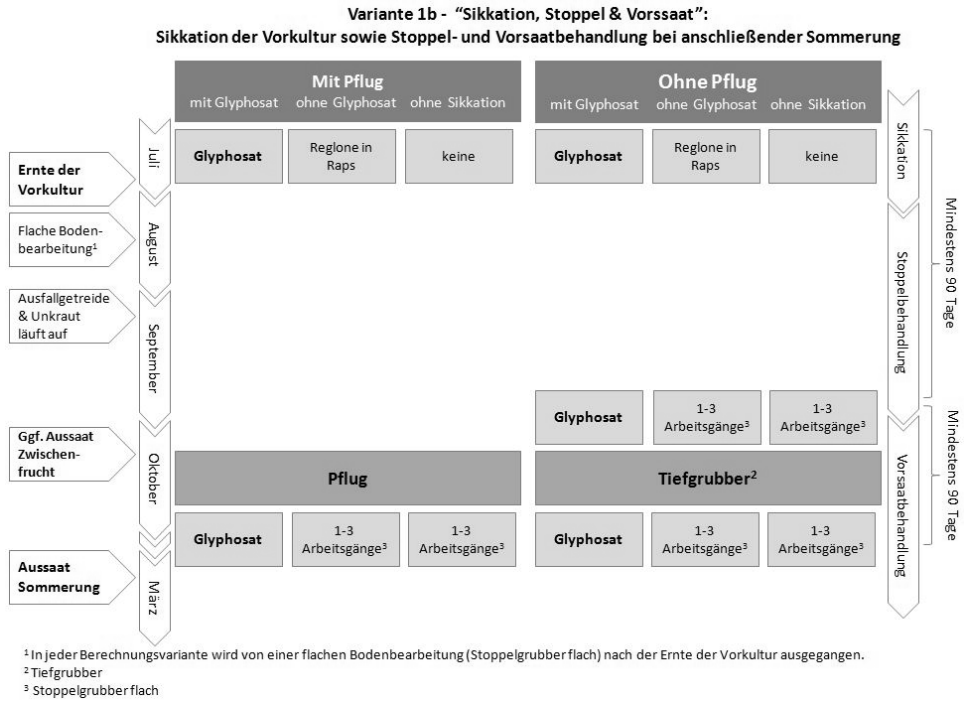 Variante 1b - “Sikkation, Stoppel & Vorssaat”:
Sikkation der Vorkultur sowie Stoppel- und Vorsaatbehandlung bei anschließender Sommerung
Mit Pflug
mit Glyphosat ohne Glyphosat ohne Sikkation
Ohne Pflug
mit Glyphosat ohne Glyphosat ohne Sikkation
Juli
August
September
Oktober
März
Ernte der
Vorkultur
Flache Boden-
bearbeitung¹
Ausfallgetreide
& Unkraut
läuft auf
Ggf. Aussaat
Zwischen-
frucht
Aussaat
Sommerung
Glyphosat
Reglone in
Raps
keine
Glyphosat
Reglone in
Raps
keine
Glyphosat
1-3
Arbeitsgänge³
1-3
Arbeitsgänge³
Pflug
Tiefgrubber²
Glyphosat
1-3
Arbeitsgänge³
1-3
Arbeitsgänge³
Glyphosat
1-3
Arbeitsgänge³
1-3
Arbeitsgänge³
Sikkation
Stoppelbehandlung
Vorsaatbehandlung
Mindestens 90 Tage
Mindestens 90 Tage
¹ In jeder Berechnungsvariante wird von einer flachen Bodenbearbeitung (Stoppelgrubber flach) nach der Ernte der Vorkultur ausgegangen.
² Tiefgrubber
³ Stoppelgrubber flach